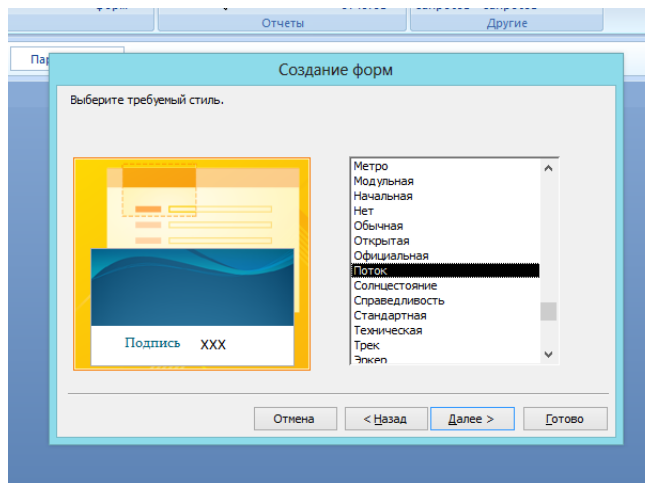 Отчеты
Другие
Создание форм
Выберите требуемый стиль.
Метро
Модульная
Начальная
Нет
Обычная
Открытая
Официальная
Поток
Солнцестояние
Справедливость
Стандартная
Техническая
Трек
Эркер
Подпись XXX
Отмена
< Назад
Далее >
Готово